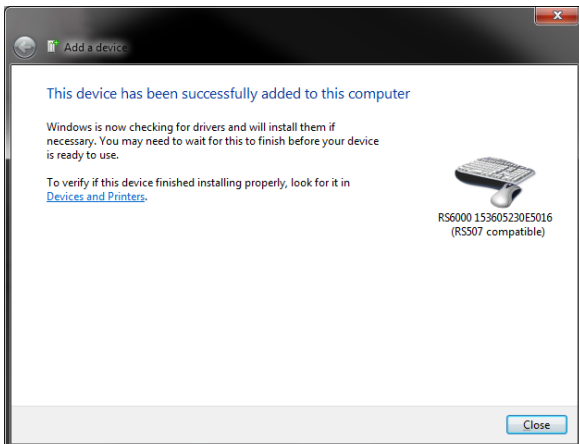 Add a device
This device has been successfully added to this computer
Windows is now checking for drivers and will install them if
necessary. You may need to wait for this to finish before your device
is ready to use.
To verify if this device finished installing properly, look for it in
Devices and Printers.
RS6000 153605230E5016
(RS507 compatible)
Close